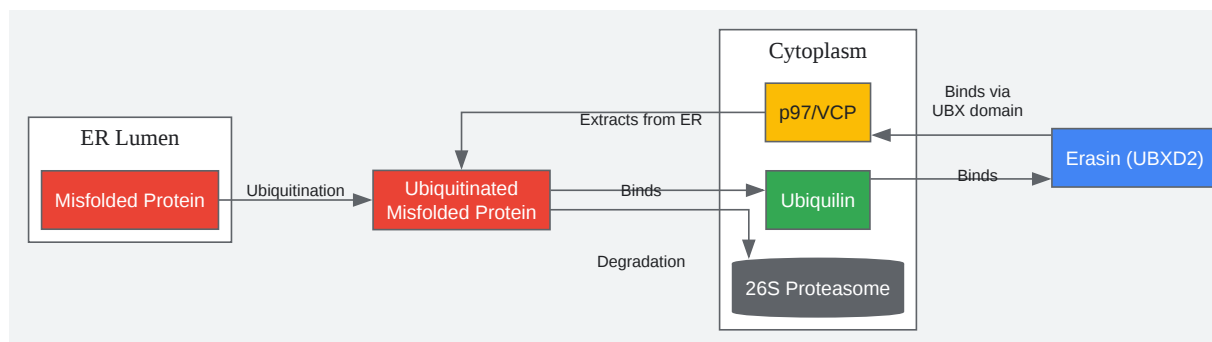 Cytoplasm
p97/VCP
Binds via
UBX domain
Extracts from ER
ER Lumen
Erasin (UBXD2)
Misfolded Protein
Ubiquitination
Ubiquitinated
Misfolded Protein
Binds
Ubiquilin
Binds
Degradation
26S Proteasome